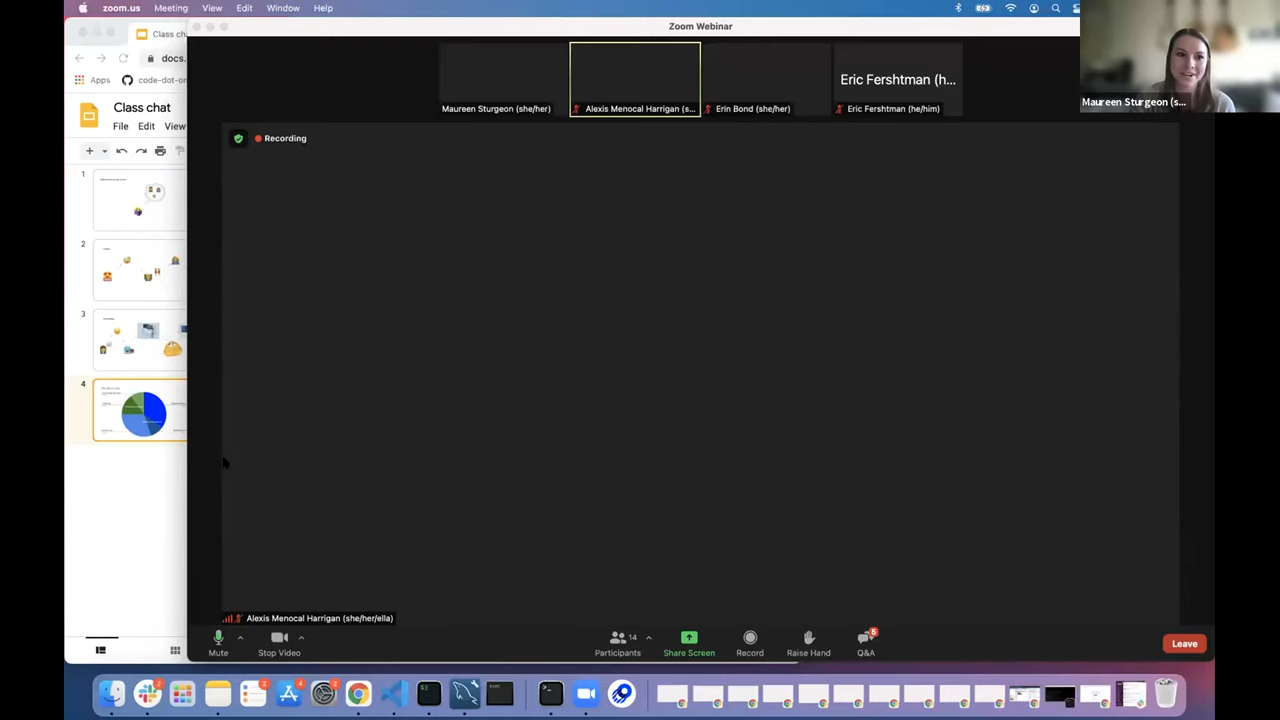 zoom.us Meeting View Edit Window Help
Zoom Webinar
Class cha
docs.
Apps code-dot-or
Class chat
File Edit View
1
2
3
4
Maureen Sturgeon (she/her)
Alexis Menocal Harrigan (s...
Erin Bond (she/her)
Eric Fershtman (h...
Eric Fershtman (he/him)
Maureen Sturgeon (s...
Recording
Alexis Menocal Harrigan (she/her/ella)
Mute
Stop Video
14
Participants
Share Screen
Record
Raise Hand
Q&A
Leave